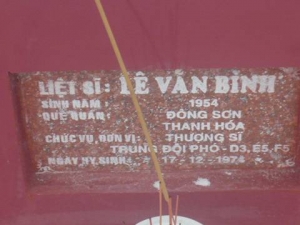 LIỆT SĨ: LÊ VĂN BÌNH
SINH NĂM: 1954
QUÊ QUÁN: ĐÔNG SƠN
THANH HÓA
CHỨC VỤ, ĐƠN VỊ: THƯỢNG SĨ
TRUNG ĐỘI PHÓ - D3, E5, F5
NGÀY HY SINH: 17-12-1974